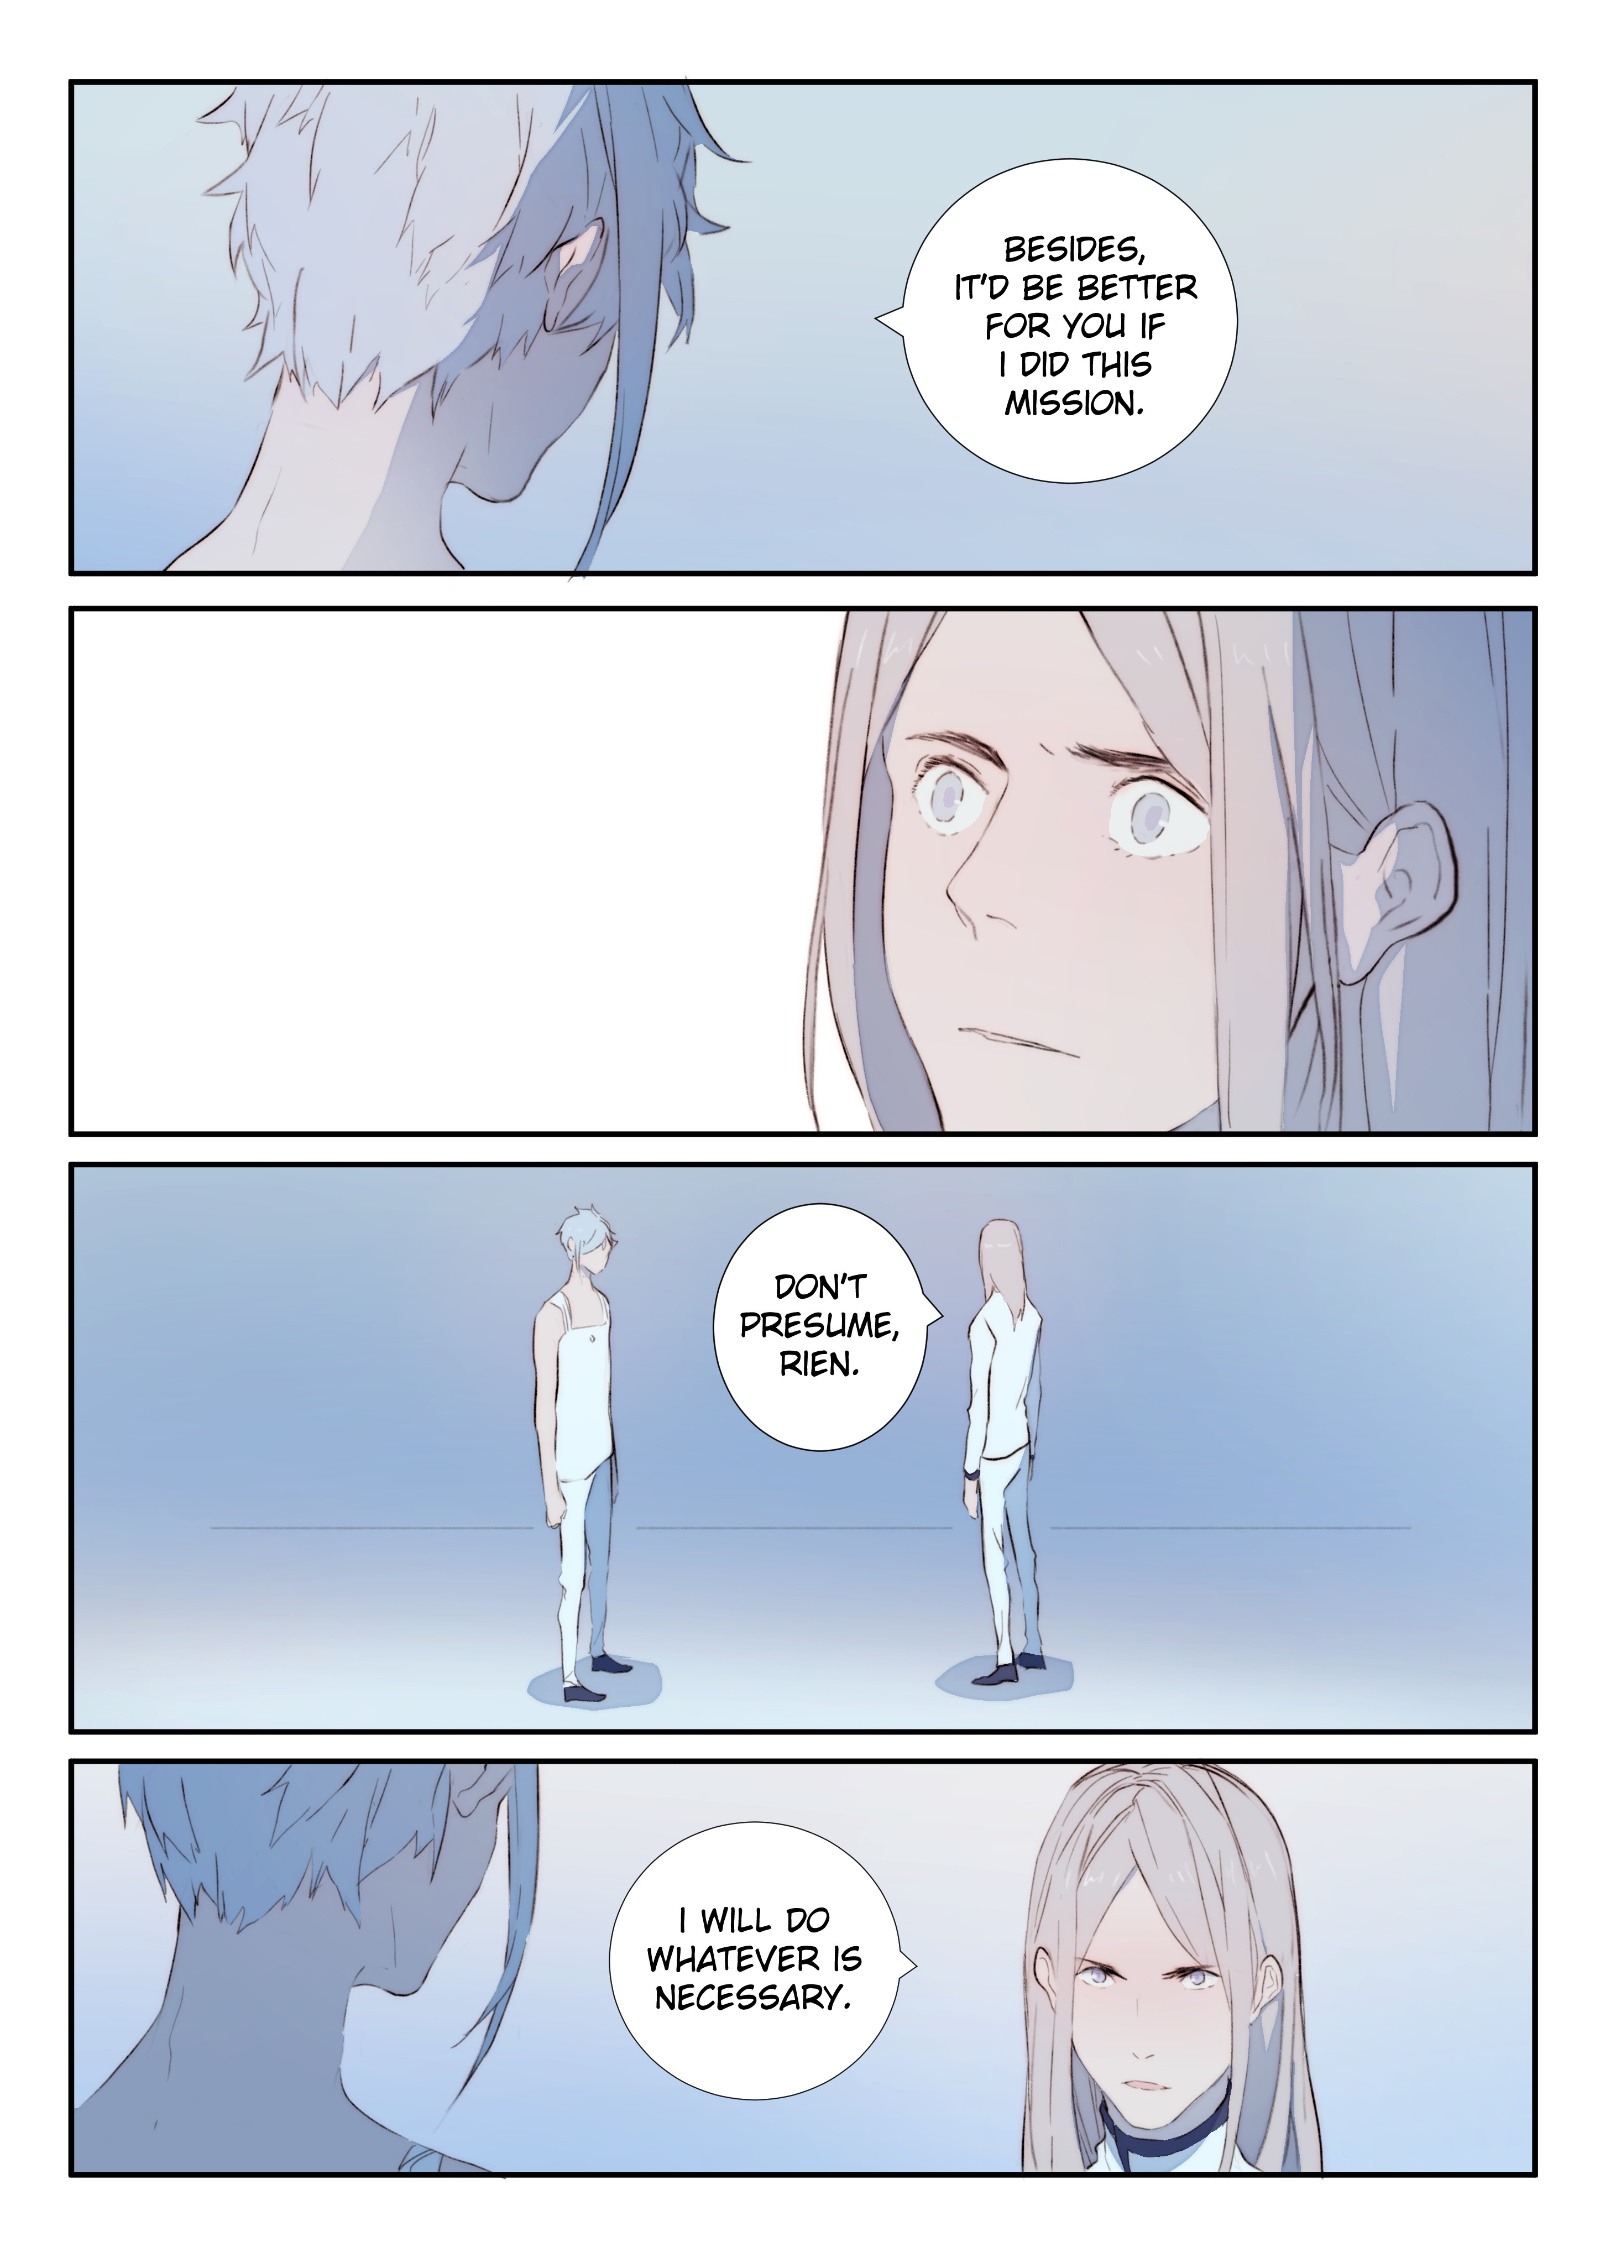 BESIDES,
IT'D BE BETTER
FOR YOU IF
I DID THIS
MISSION.
DON'T
PRESUME,
RIEN.
I WILL DO
WHATEVER IS
NECESSARY.